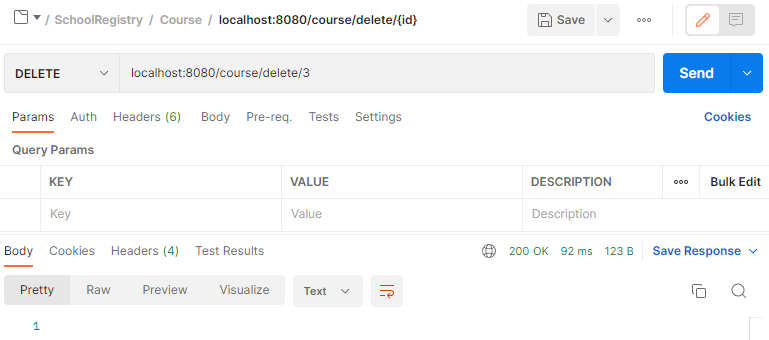 / SchoolRegistry / Course / localhost:8080/course/delete/{id} Save
DELETE localhost:8080/course/delete/3 Send
Params Auth Headers (6) Body Pre-req. Tests Settings Cookies
Query Params
KEY VALUE DESCRIPTION Bulk Edit
Key Value Description
Body Cookies Headers (4) Test Results 200 OK 92 ms 123 B Save Response
Pretty Raw Preview Visualize Text
1